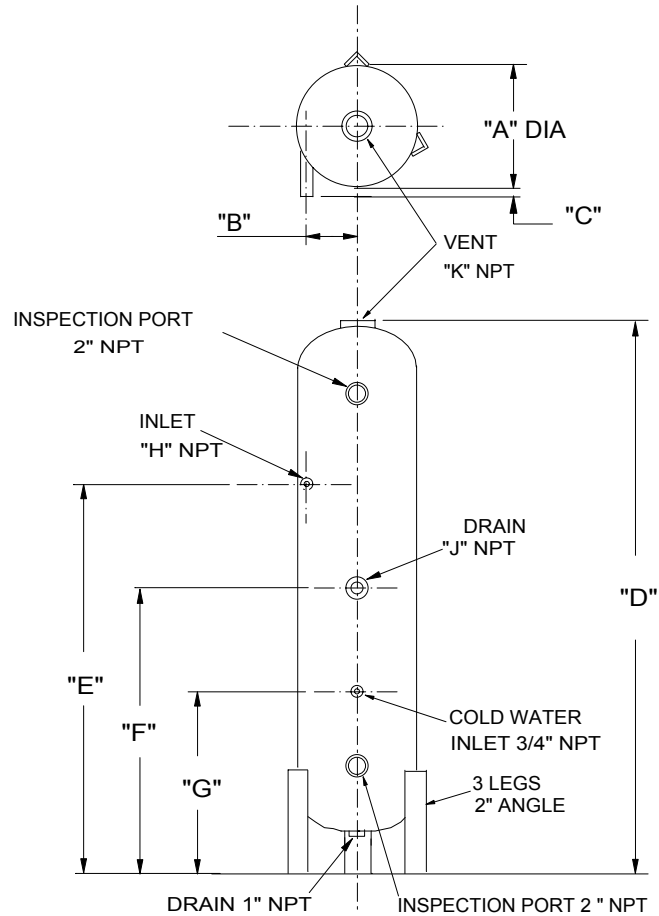 "A" DIA
"B"
"C"
VENT
"K" NPT
INSPECTION PORT
2" NPT
INLET
"H" NPT
DRAIN
"J" NPT
"D"
"E"
"F"
COLD WATER
INLET 3/4" NPT
"G"
3 LEGS
2" ANGLE
DRAIN 1" NPT
INSPECTION PORT 2 " NPT